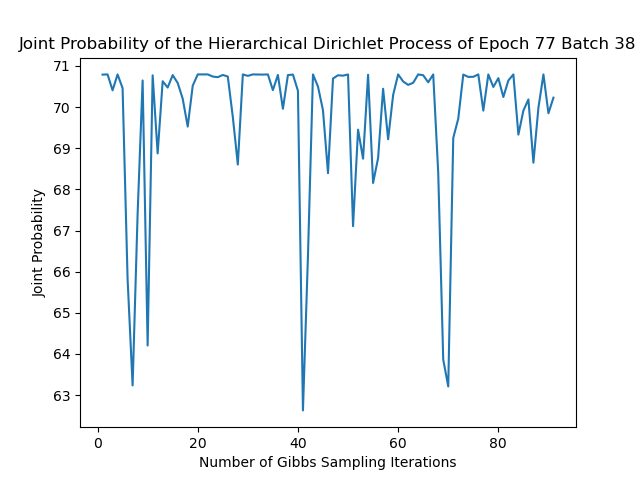 Joint Probability of the Hierarchical Dirichlet Process of Epoch 77 Batch 38
71
70
69
68
67
66
65
64
63
Joint Probability
0 20 40 60 80
Number of Gibbs Sampling Iterations